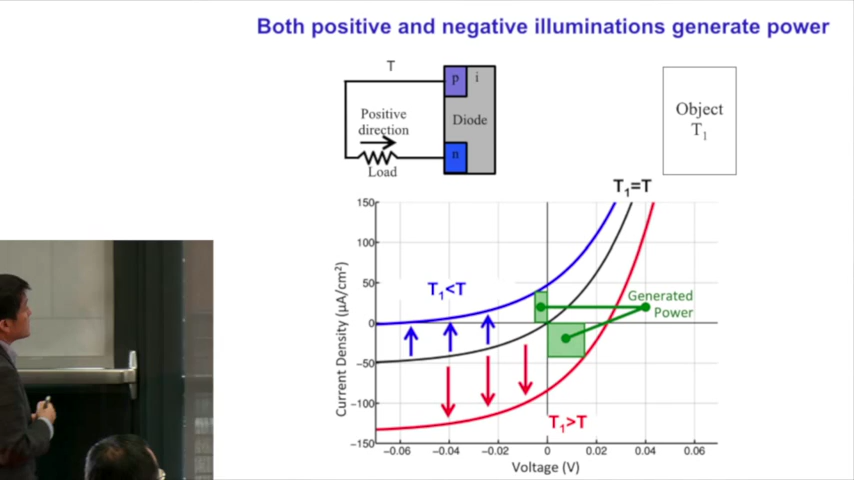 Both positive and negative illuminations generate power
T
p i
Positive
direction
Diode
n
Load
Object
T₁
T₁=T
150
100
50
0
−50
−100
−150
Current Density (μA/cm²)
T₁<T
Generated
Power
T₁>T
−0.06 −0.04 −0.02 0 0.02 0.04 0.06
Voltage (V)